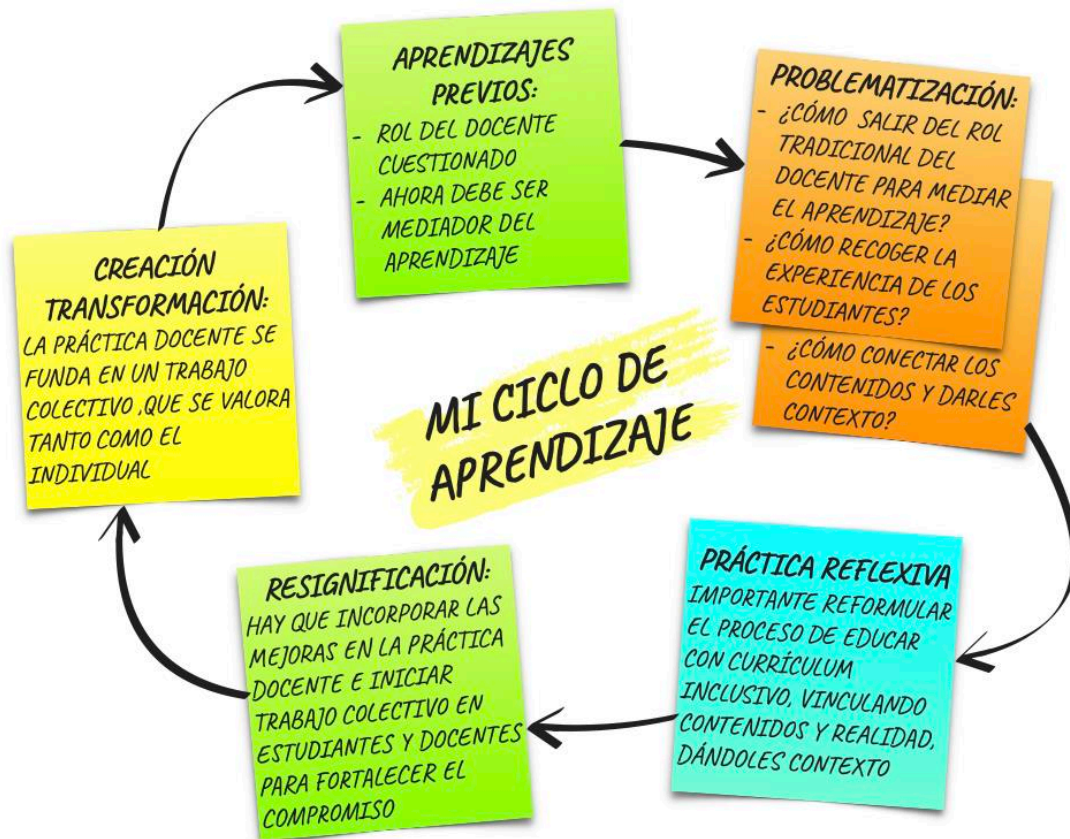 APRENDIZAJES
PREVIOS:
- ROL DEL DOCENTE
CUESTIONADO
- AHORA DEBE SER
MEDIADOR DEL
APRENDIZAJE
PROBLEMATIZACIÓN:
- ¿CÓMO SALIR DEL ROL
TRADICIONAL DEL
DOCENTE PARA MEDIAR
EL APRENDIZAJE?
- ¿CÓMO RECOGER LA
EXPERIENCIA DE LOS
ESTUDIANTES?
- ¿CÓMO CONECTAR LOS
CONTENIDOS Y DARLES
CONTEXTO?
PRÁCTICA REFLEXIVA
IMPORTANTE REFORMULAR
EL PROCESO DE EDUCAR
CON CURRÍCULUM
INCLUSIVO, VINCULANDO
CONTENIDOS Y REALIDAD,
DÁNDOLES CONTEXTO
RESIGNIFICACIÓN:
HAY QUE INCORPORAR LAS
MEJORAS EN LA PRÁCTICA
DOCENTE E INICIAR
TRABAJO COLECTIVO EN
ESTUDIANTES Y DOCENTES
PARA FORTALECER EL
COMPROMISO
CREACIÓN
TRANSFORMACIÓN:
LA PRÁCTICA DOCENTE SE
FUNDA EN UN TRABAJO
COLECTIVO ,QUE SE VALORA
TANTO COMO EL
INDIVIDUAL
MI CICLO DE
APRENDIZAJE